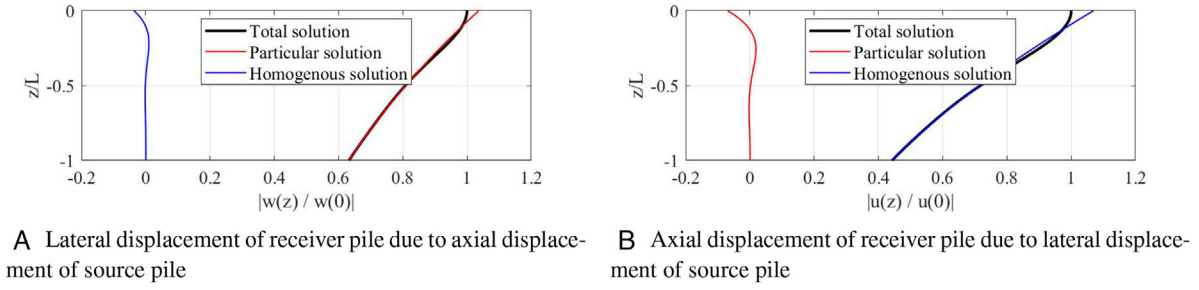 0
-0.5
-1
z/L
Total solution
Particular solution
Homogenous solution
-0.2 0 0.2 0.4 0.6 0.8 1 1.2
|w(z) / w(0)|
A Lateral displacement of receiver pile due to axial displace-
ment of source pile
0
-0.5
-1
z/L
Total solution
Particular solution
Homogenous solution
-0.2 0 0.2 0.4 0.6 0.8 1 1.2
|u(z) / u(0)|
B Axial displacement of receiver pile due to lateral displace-
ment of source pile